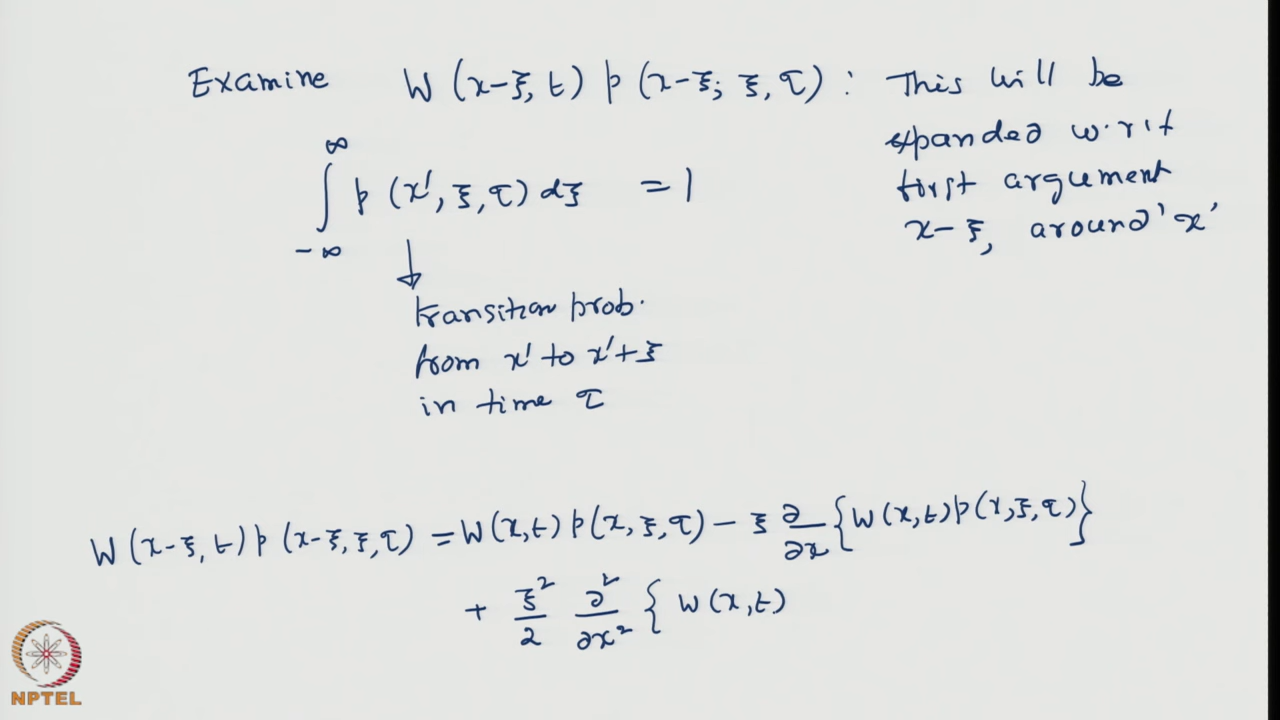 Examine W (x-ξ, t) p (x-ξ; ξ, τ) : This will be
expanded w.r.t
first argument
x-ξ, around 'x'
∞
∫ p (x', ξ, τ) dξ = 1
-∞
↓
transition prob.
from x' to x'+ξ
in time τ
W (x-ξ, t) p (x-ξ, ξ, τ) = W (x, t) p (x, ξ, τ) - ξ ∂/∂x { W (x, t) p (x, ξ, τ) }
+ ξ²/2 ∂²/∂x² { W (x, t)
NPTEL